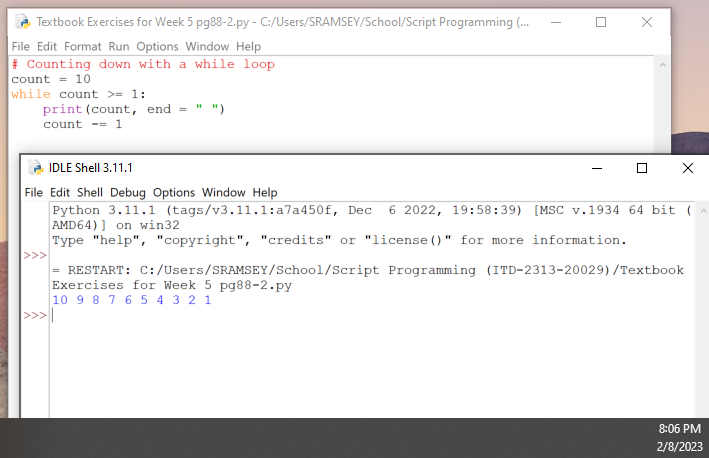 Textbook Exercises for Week 5 pg88-2.py - C:/Users/SRAMSEY/School/Script Programming (...
File Edit Format Run Options Window Help
# Counting down with a while loop
count = 10
while count >= 1:
    print(count, end = " ")
    count -= 1
IDLE Shell 3.11.1
File Edit Shell Debug Options Window Help
Python 3.11.1 (tags/v3.11.1:a7a450f, Dec  6 2022, 19:58:39) [MSC v.1934 64 bit (
AMD64)] on win32
Type "help", "copyright", "credits" or "license()" for more information.
>>>
= RESTART: C:/Users/SRAMSEY/School/Script Programming (ITD-2313-20029)/Textbook
Exercises for Week 5 pg88-2.py
10 9 8 7 6 5 4 3 2 1
>>>
8:06 PM
2/8/2023